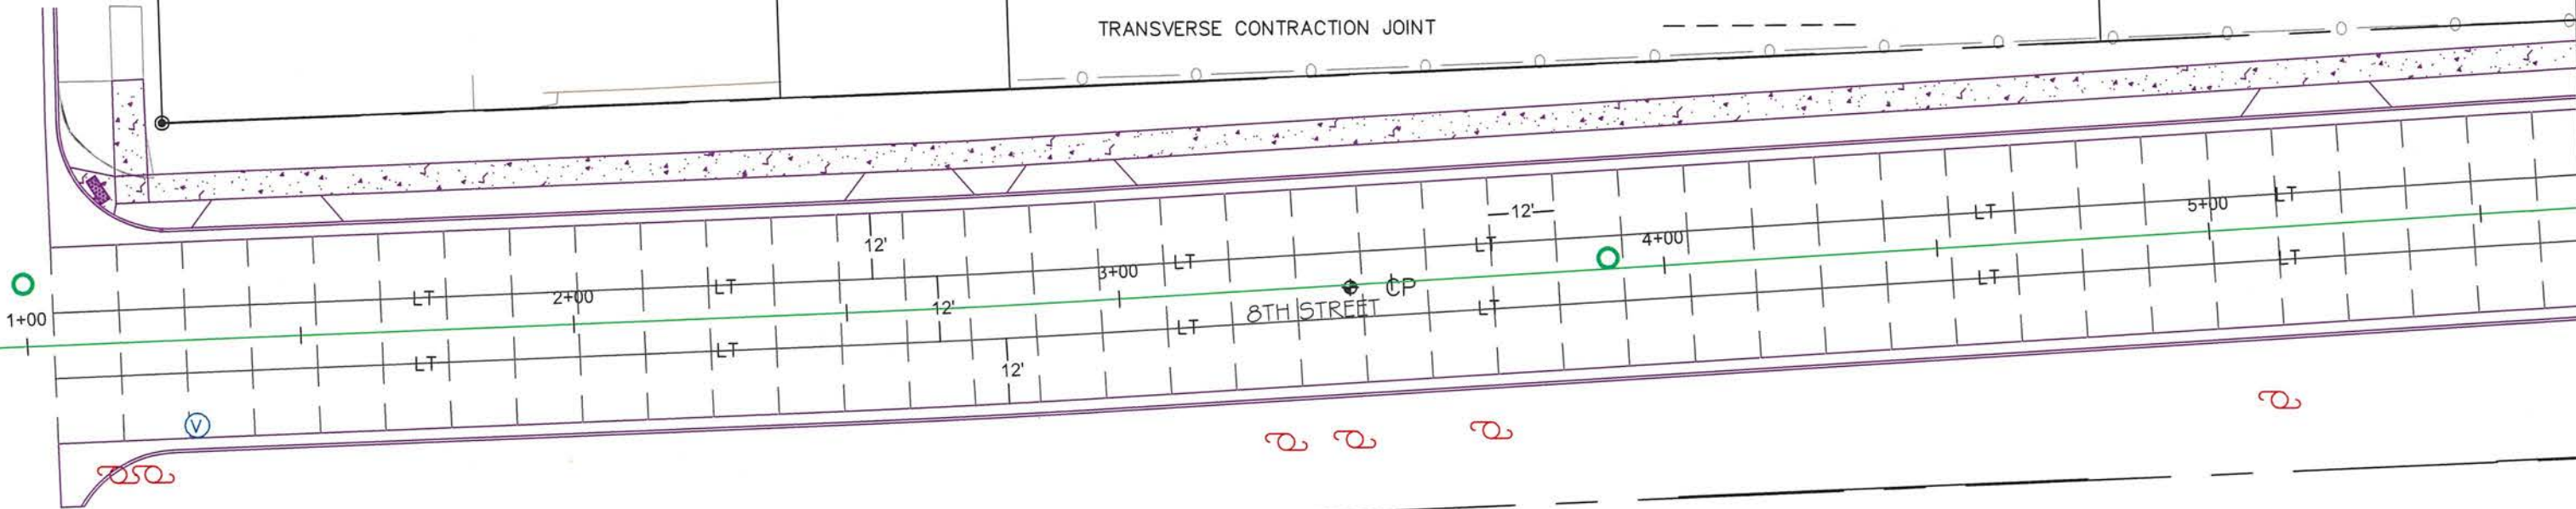 TRANSVERSE CONTRACTION JOINT
12'
12'
LT
LT
5+00
LT
LT
4+00
LT
3+00
LT
LT
2+00
1+00
12'
8TH STREET
CP
LT
LT
LT
LT
LT
LT
12'
V